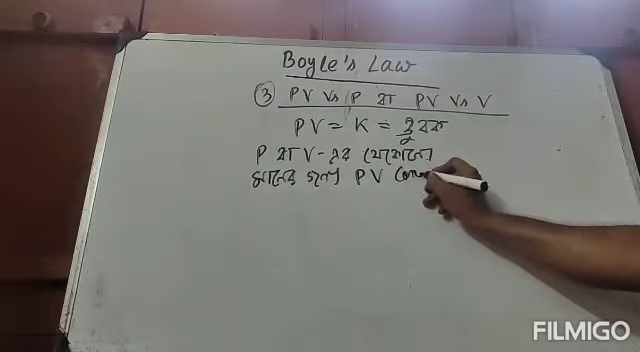 Boyle's Law
③ PV vs P বা PV vs V
PV = K = ধ্রুবক
P বা V-এর যেকোনো
মানের জন্য PV
FILMIGO